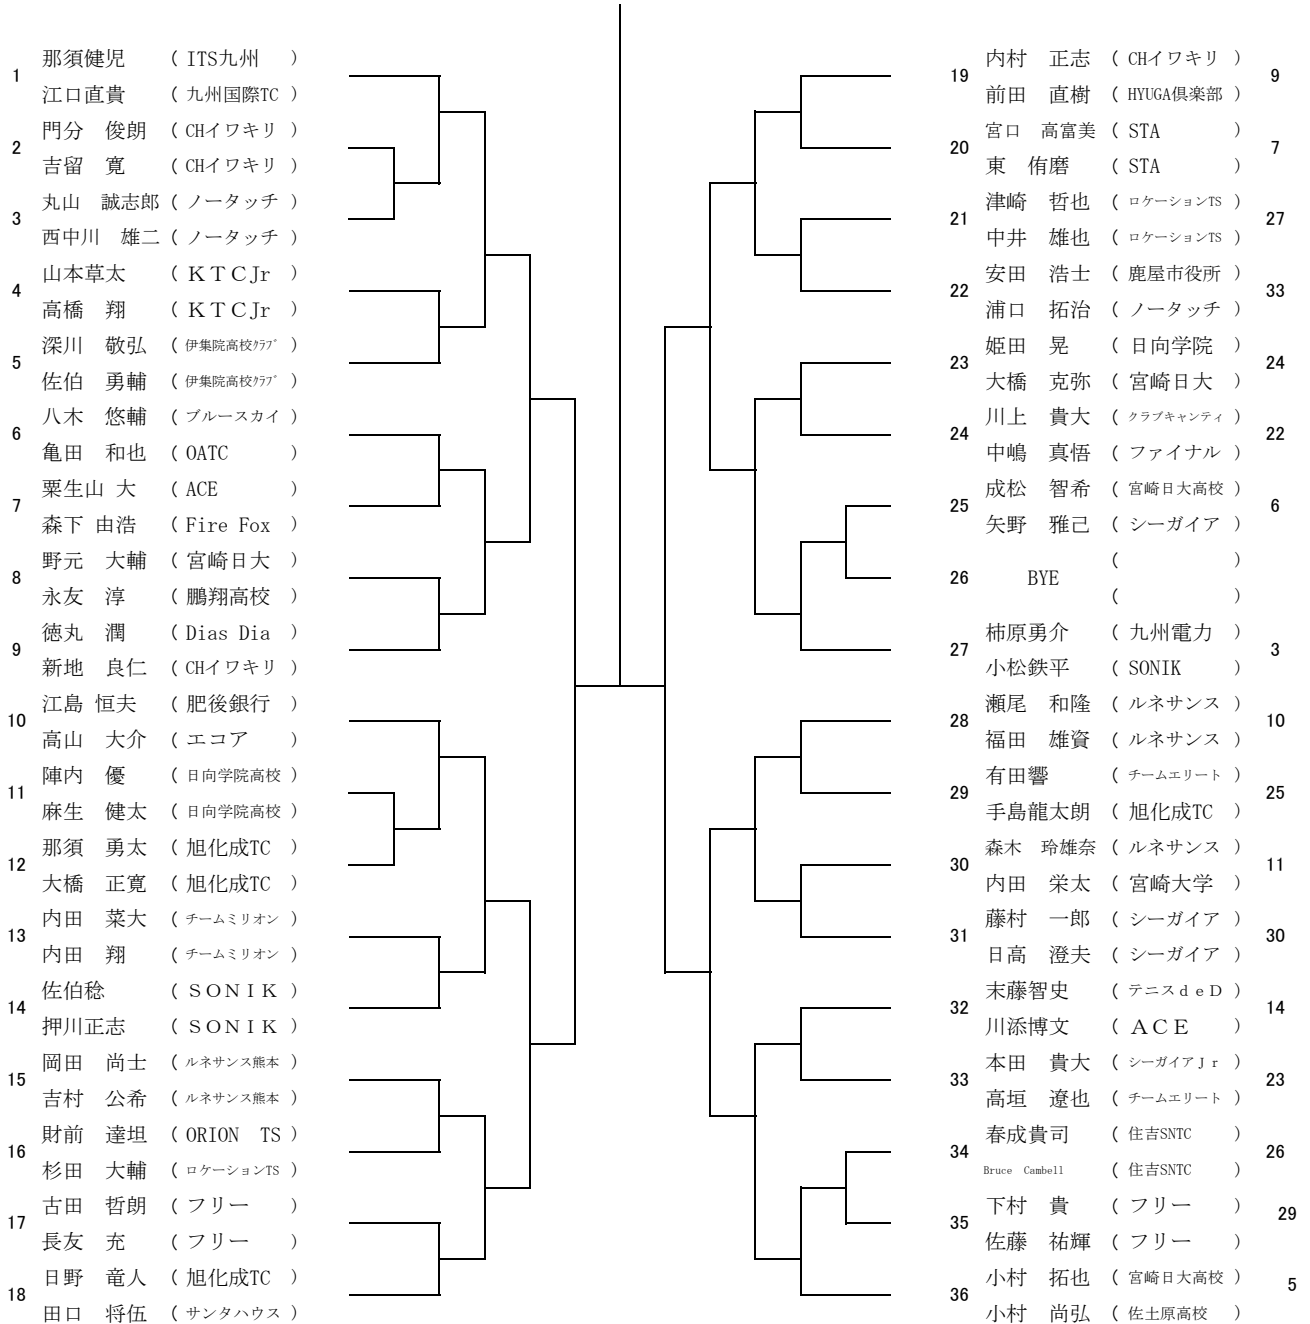 那須健児 ( ITS九州 )
1
江口直貴 ( 九州国際TC )
門分 俊朗 ( CHイワキリ )
2
吉留 寛 ( CHイワキリ )
丸山 誠志郎 ( ノータッチ )
3
西中川 雄二 ( ノータッチ )
山本草太 ( ＫＴＣJr )
4
高橋 翔 ( ＫＴＣJr )
深川 敬弘 ( 伊集院高校ｸﾗﾌﾞ )
5
佐伯 勇輔 ( 伊集院高校ｸﾗﾌﾞ )
八木 悠輔 ( ブルースカイ )
6
亀田 和也 ( OATC )
粟生山 大 ( ACE )
7
森下 由浩 ( Fire Fox )
野元 大輔 ( 宮崎日大 )
8
永友 淳 ( 鵬翔高校 )
徳丸 潤 ( Dias Dia )
9
新地 良仁 ( CHイワキリ )
江島 恒夫 ( 肥後銀行 )
10
高山 大介 ( エコア )
陣内 優 ( 日向学院高校 )
11
麻生 健太 ( 日向学院高校 )
那須 勇太 ( 旭化成TC )
12
大橋 正寛 ( 旭化成TC )
内田 菜大 ( チームミリオン )
13
内田 翔 ( チームミリオン )
佐伯稔 ( ＳＯＮＩＫ )
14
押川正志 ( ＳＯＮＩＫ )
岡田 尚士 ( ルネサンス熊本 )
15
吉村 公希 ( ルネサンス熊本 )
財前 達坦 ( ORION TS )
16
杉田 大輔 ( ロケーションTS )
古田 哲朗 ( フリー )
17
長友 充 ( フリー )
日野 竜人 ( 旭化成TC )
18
田口 将伍 ( サンタハウス )
内村 正志 ( CHイワキリ )
19 9
前田 直樹 ( HYUGA倶楽部 )
宮口 高富美 ( STA )
20 7
東 侑磨 ( STA )
津崎 哲也 ( ロケーションTS )
21 27
中井 雄也 ( ロケーションTS )
安田 浩士 ( 鹿屋市役所 )
22 33
浦口 拓治 ( ノータッチ )
姫田 晃 ( 日向学院 )
23 24
大橋 克弥 ( 宮崎日大 )
川上 貴大 ( クラブキャンティ )
24 22
中嶋 真悟 ( ファイナル )
成松 智希 ( 宮崎日大高校 )
25 6
矢野 雅己 ( シーガイア )
( )
26 BYE
( )
柿原勇介 ( 九州電力 )
27 3
小松鉄平 ( SONIK )
瀬尾 和隆 ( ルネサンス )
28 10
福田 雄資 ( ルネサンス )
有田響 ( チームエリート )
29 25
手島龍太朗 ( 旭化成TC )
森木 玲雄奈 ( ルネサンス )
30 11
内田 栄太 ( 宮崎大学 )
藤村 一郎 ( シーガイア )
31 30
日高 澄夫 ( シーガイア )
末藤智史 ( テニスｄｅＤ )
32 14
川添博文 ( ＡＣＥ )
本田 貴大 ( シーガイアＪｒ )
33 23
高垣 遼也 ( チームエリート )
春成貴司 ( 住吉SNTC )
34 26
Bruce Cambell ( 住吉SNTC )
下村 貴 ( フリー )
35 29
佐藤 祐輝 ( フリー )
小村 拓也 ( 宮崎日大高校 )
36 5
小村 尚弘 ( 佐土原高校 )